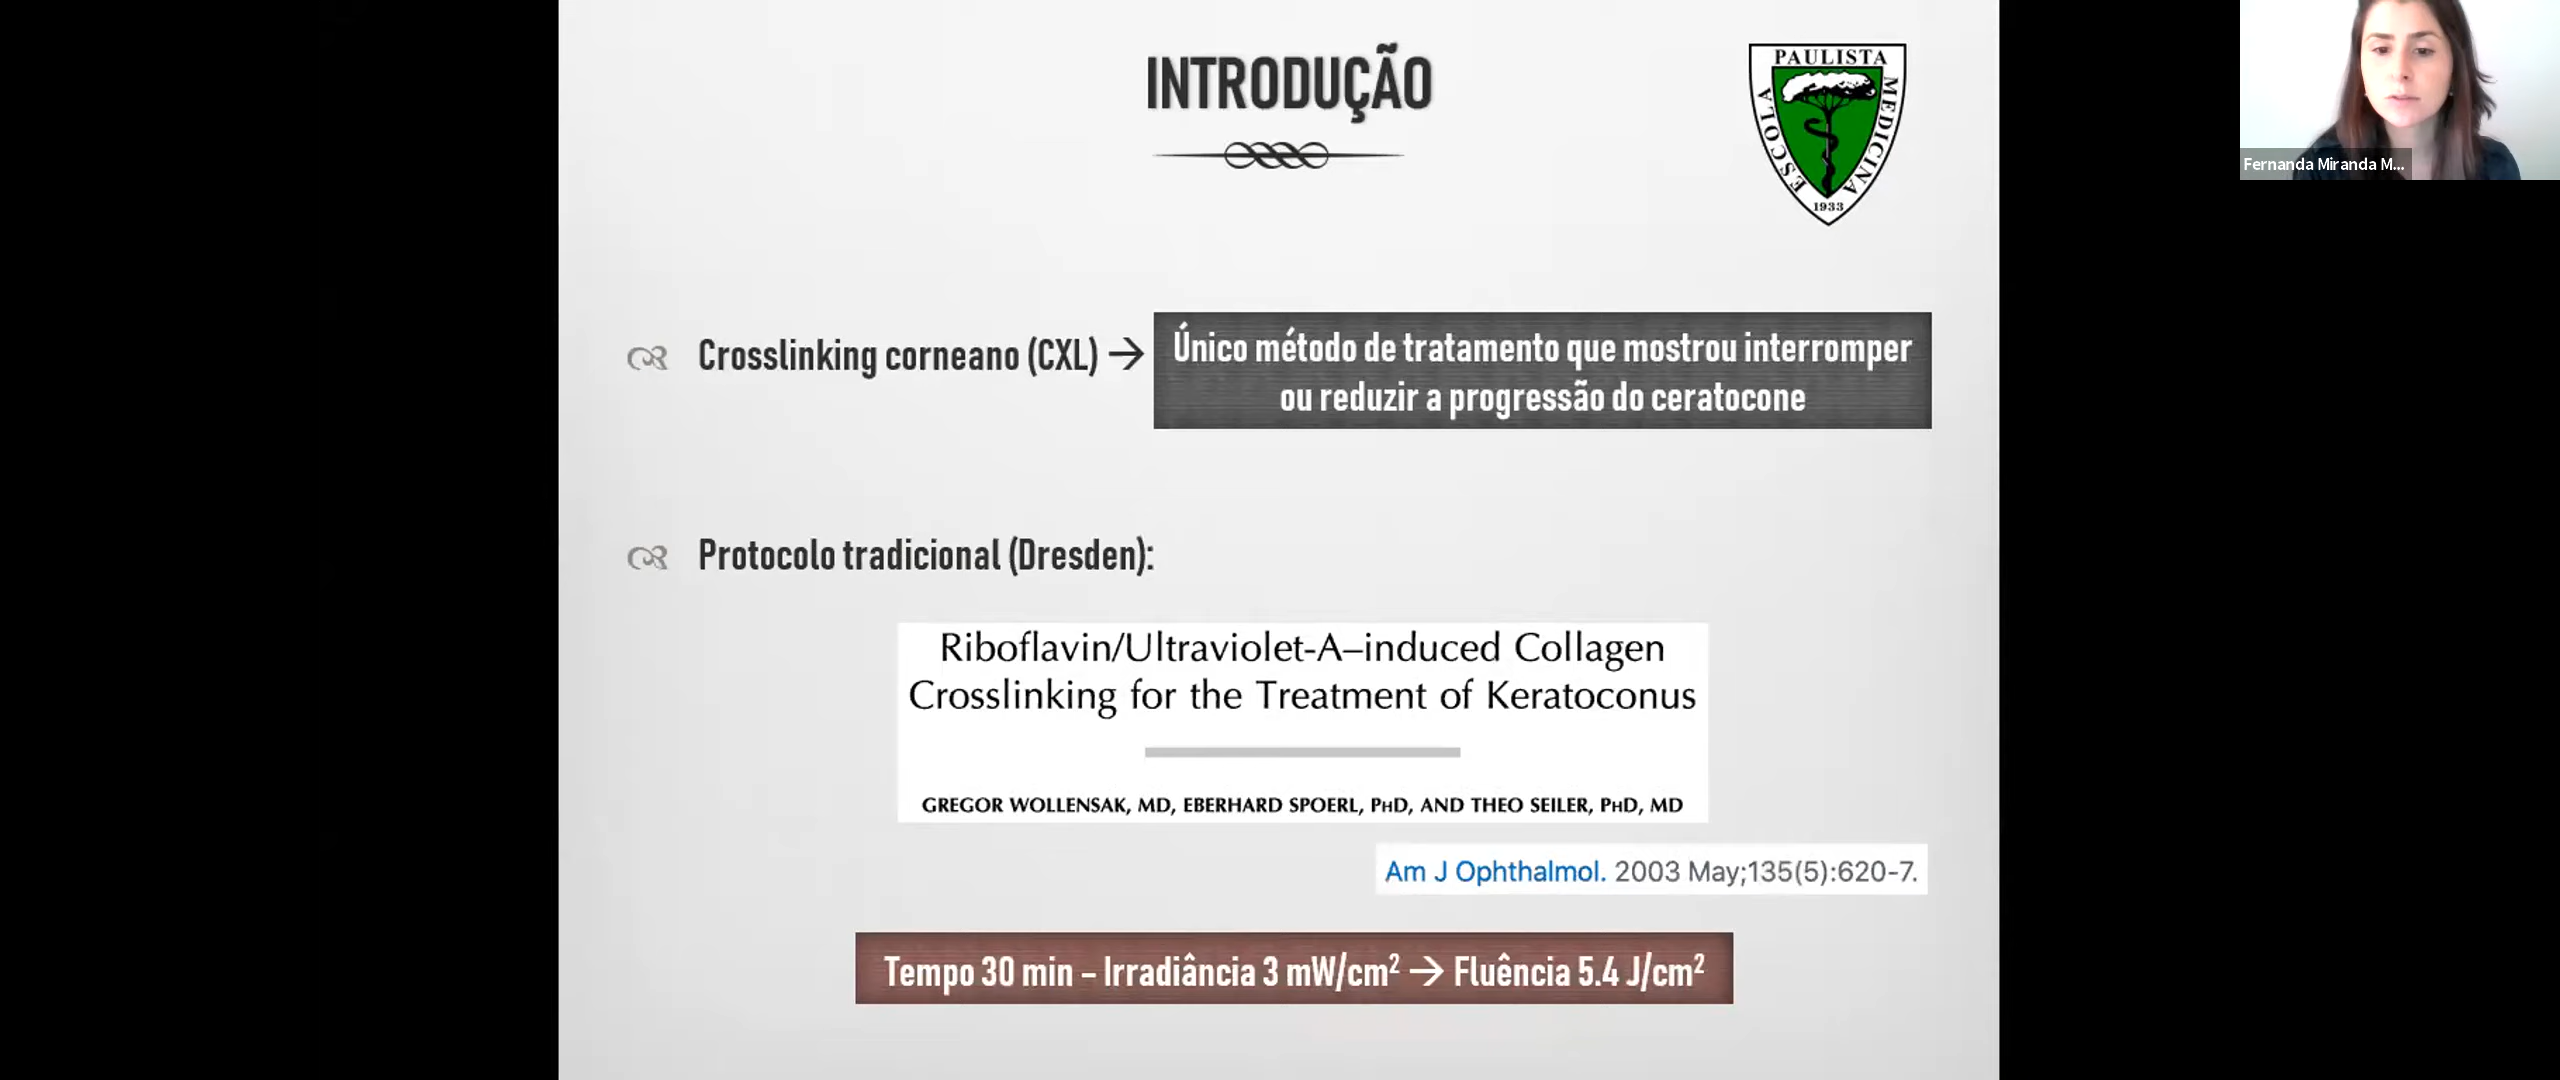 INTRODUÇÃO
PAULISTA
ESCOLA
MEDICINA
1933
Fernanda Miranda M...
Crosslinking corneano (CXL) →
Único método de tratamento que mostrou interromper
ou reduzir a progressão do ceratocone
Protocolo tradicional (Dresden):
Riboflavin/Ultraviolet-A–induced Collagen
Crosslinking for the Treatment of Keratoconus
GREGOR WOLLENSAK, MD, EBERHARD SPOERL, PHD, AND THEO SEILER, PHD, MD
Am J Ophthalmol. 2003 May;135(5):620-7.
Tempo 30 min – Irradiância 3 mW/cm² → Fluência 5.4 J/cm²